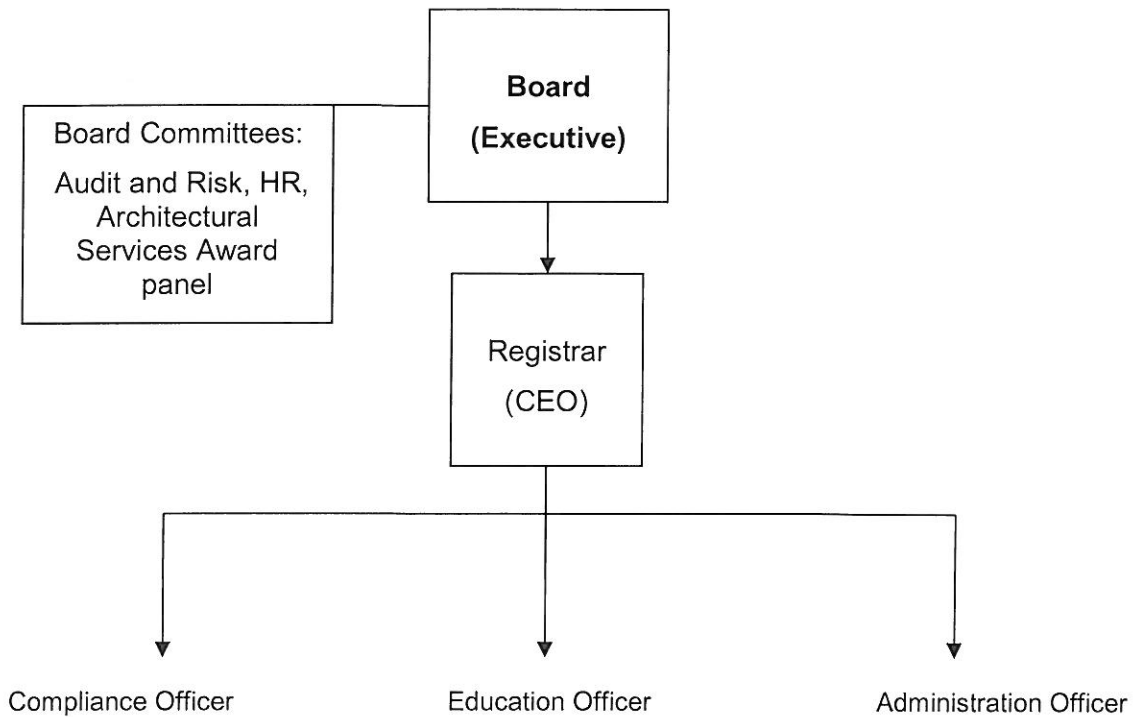 Board
(Executive)
Board Committees:
Audit and Risk, HR,
Architectural
Services Award
panel
Registrar
(CEO)
Compliance Officer
Education Officer
Administration Officer